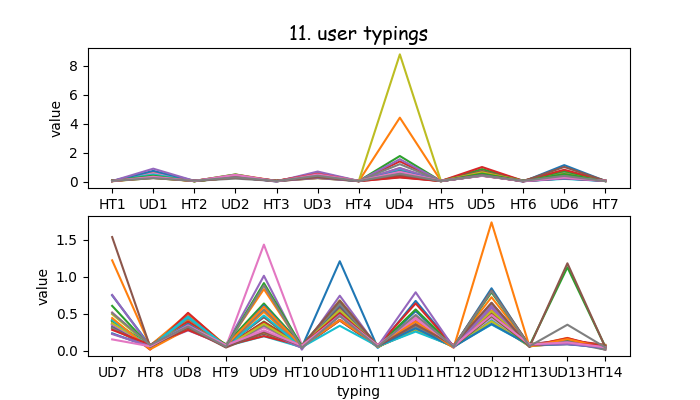 11. user typings
value
8
6
4
2
0
HT1 UD1 HT2 UD2 HT3 UD3 HT4 UD4 HT5 UD5 HT6 UD6 HT7
value
1.5
1.0
0.5
0.0
UD7 HT8 UD8 HT9 UD9 HT10 UD10 HT11 UD11 HT12 UD12 HT13 UD13 HT14
typing